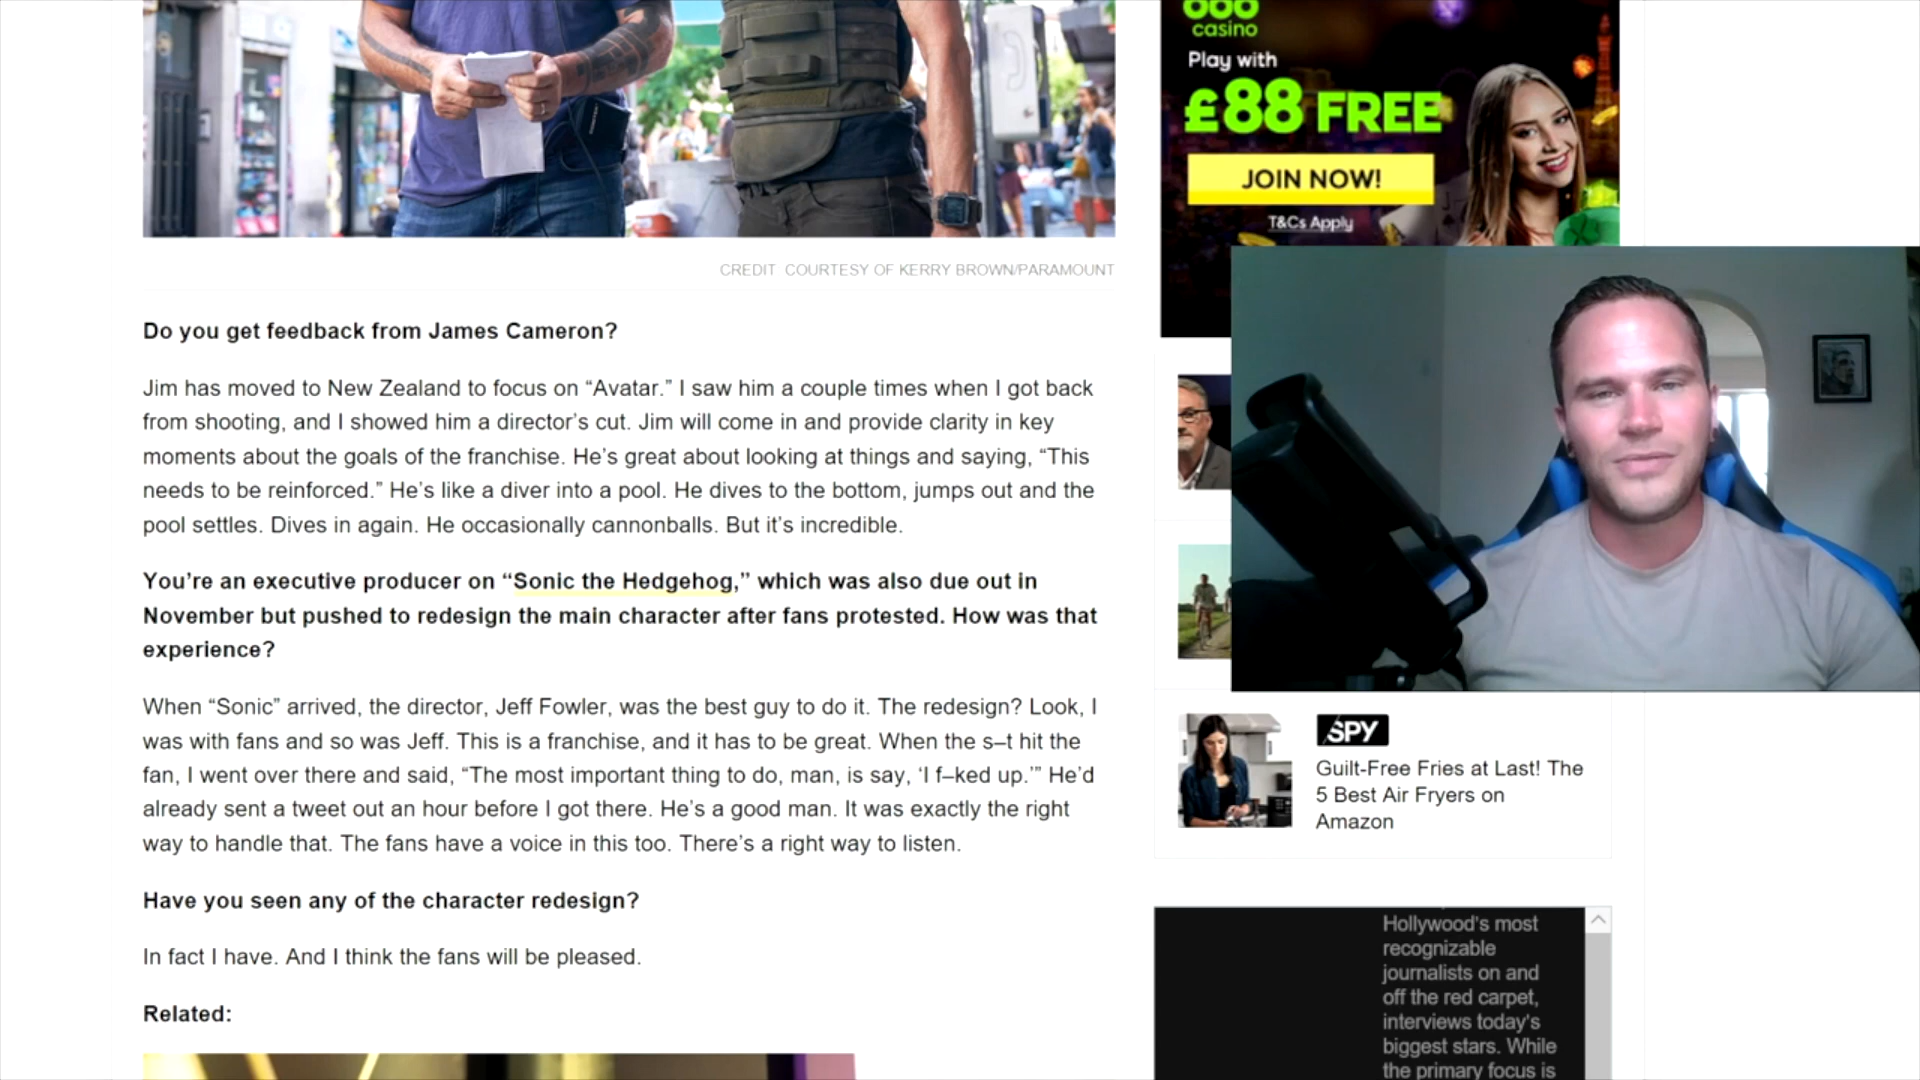 casino
Play with
£88 FREE
JOIN NOW!
T&Cs Apply
CREDIT COURTESY OF KERRY BROWN/PARAMOUNT
Do you get feedback from James Cameron?
Jim has moved to New Zealand to focus on “Avatar.” I saw him a couple times when I got back
from shooting, and I showed him a director’s cut. Jim will come in and provide clarity in key
moments about the goals of the franchise. He’s great about looking at things and saying, “This
needs to be reinforced.” He’s like a diver into a pool. He dives to the bottom, jumps out and the
pool settles. Dives in again. He occasionally cannonballs. But it’s incredible.
You’re an executive producer on “Sonic the Hedgehog,” which was also due out in
November but pushed to redesign the main character after fans protested. How was that
experience?
When “Sonic” arrived, the director, Jeff Fowler, was the best guy to do it. The redesign? Look, I
was with fans and so was Jeff. This is a franchise, and it has to be great. When the s–t hit the
fan, I went over there and said, “The most important thing to do, man, is say, ‘I f–ked up.’” He’d
already sent a tweet out an hour before I got there. He’s a good man. It was exactly the right
way to handle that. The fans have a voice in this too. There’s a right way to listen.
Have you seen any of the character redesign?
In fact I have. And I think the fans will be pleased.
Related:
SPY
Guilt-Free Fries at Last! The
5 Best Air Fryers on
Amazon
Hollywood's most
recognizable
journalists on and
off the red carpet,
interviews today's
biggest stars. While
the primary focus is